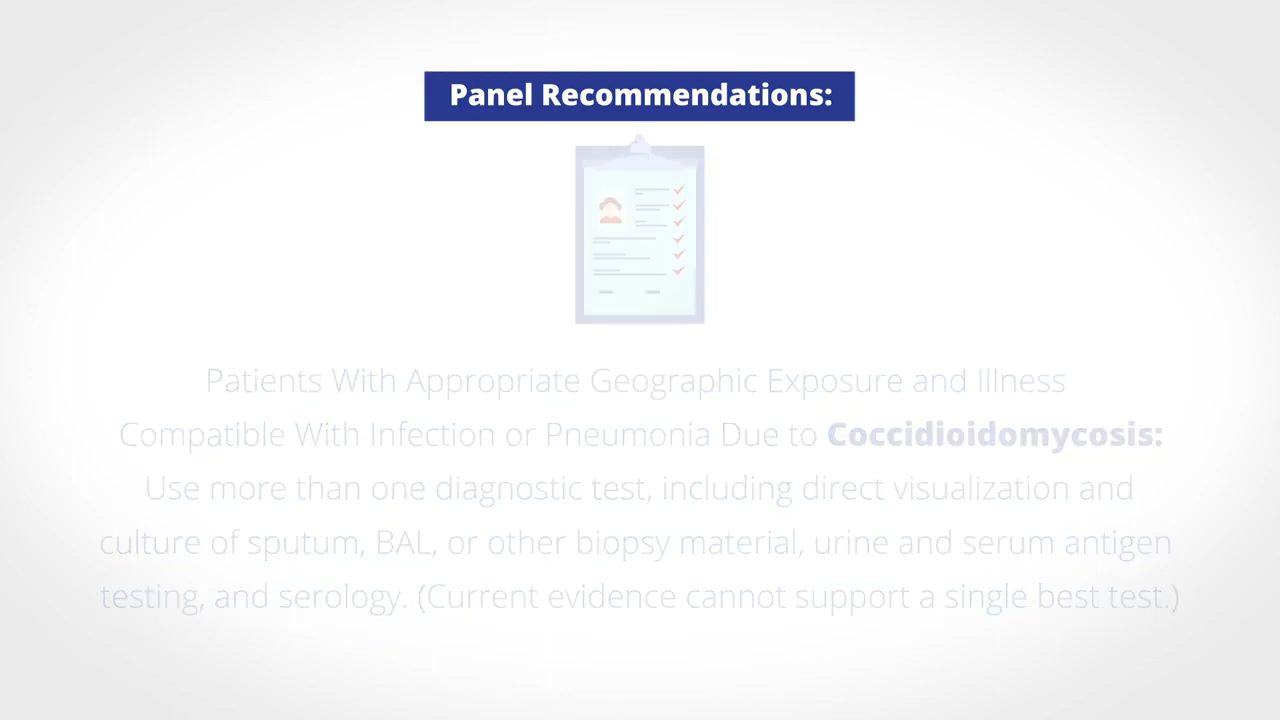 Panel Recommendations:
Patients With Appropriate Geographic Exposure and Illness
Compatible With Infection or Pneumonia Due to Coccidioidomycosis:
Use more than one diagnostic test, including direct visualization and
culture of sputum, BAL, or other biopsy material, urine and serum antigen
testing, and serology. (Current evidence cannot support a single best test.)